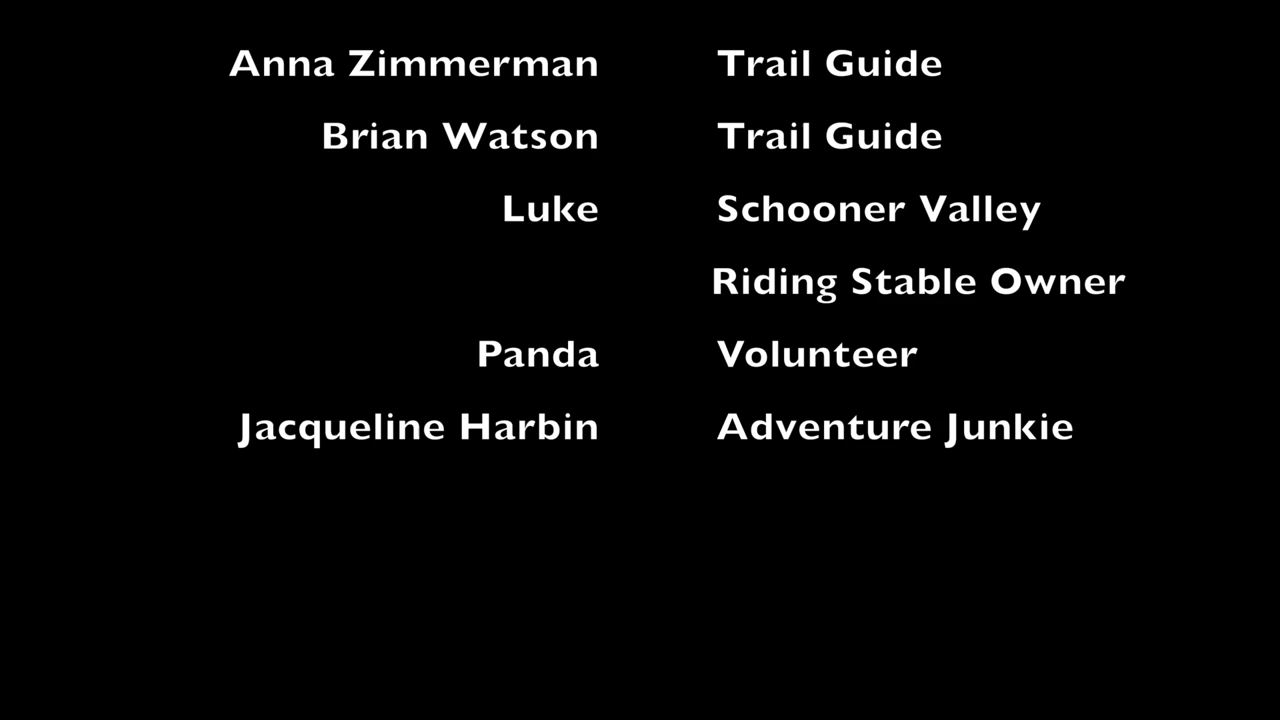 Anna Zimmerman Trail Guide
Brian Watson Trail Guide
Luke Schooner Valley
Riding Stable Owner
Panda Volunteer
Jacqueline Harbin Adventure Junkie